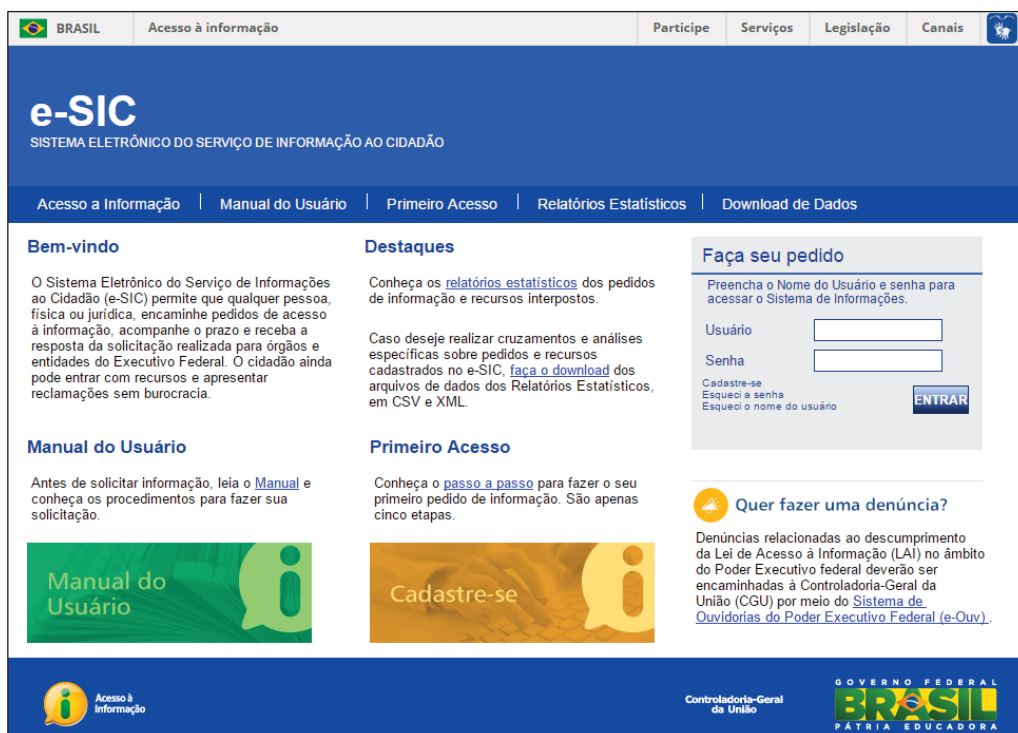 BRASIL
Acesso à informação
Participe
Serviços
Legislação
Canais
e-SIC
SISTEMA ELETRÔNICO DO SERVIÇO DE INFORMAÇÃO AO CIDADÃO
Acesso a Informação
Manual do Usuário
Primeiro Acesso
Relatórios Estatísticos
Download de Dados
Bem-vindo
O Sistema Eletrônico do Serviço de Informações
ao Cidadão (e-SIC) permite que qualquer pessoa,
física ou jurídica, encaminhe pedidos de acesso
à informação, acompanhe o prazo e receba a
resposta da solicitação realizada para órgãos e
entidades do Executivo Federal. O cidadão ainda
pode entrar com recursos e apresentar
reclamações sem burocracia.
Destaques
Conheça os relatórios estatísticos dos pedidos
de informação e recursos interpostos.
Caso deseje realizar cruzamentos e análises
específicas sobre pedidos e recursos
cadastrados no e-SIC, faça o download dos
arquivos de dados dos Relatórios Estatísticos,
em CSV e XML.
Faça seu pedido
Preencha o Nome do Usuário e senha para
acessar o Sistema de Informações.
Usuário
Senha
Cadastre-se
Esqueci a senha
Esqueci o nome do usuário
ENTRAR
Manual do Usuário
Antes de solicitar informação, leia o Manual e
conheça os procedimentos para fazer sua
solicitação.
Manual do
Usuário
Primeiro Acesso
Conheça o passo a passo para fazer o seu
primeiro pedido de informação. São apenas
cinco etapas.
Cadastre-se
Quer fazer uma denúncia?
Denúncias relacionadas ao descumprimento
da Lei de Acesso à Informação (LAI) no âmbito
do Poder Executivo federal deverão ser
encaminhadas à Controladoria-Geral da
União (CGU) por meio do Sistema de
Ouvidorias do Poder Executivo Federal (e-Ouv) .
Acesso à
Informação
Controladoria-Geral
da União
GOVERNO FEDERAL
BRASIL
PÁTRIA EDUCADORA